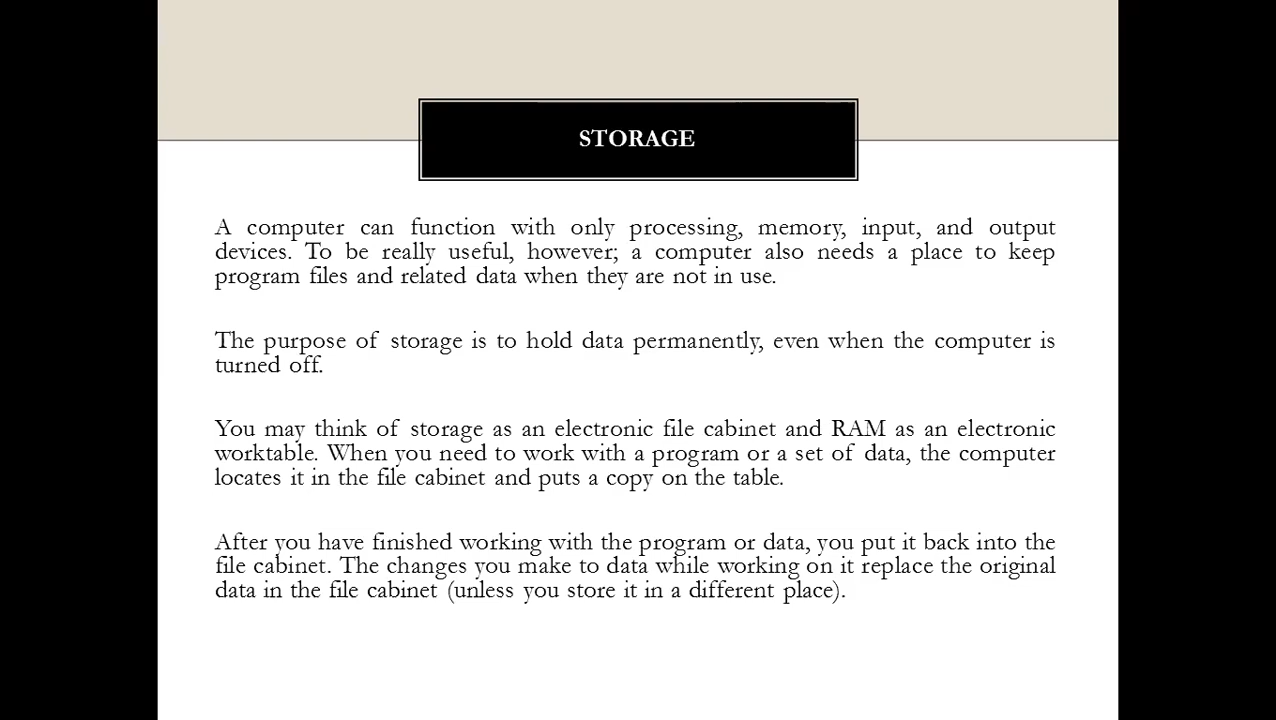 STORAGE
A computer can function with only processing, memory, input, and output
devices. To be really useful, however; a computer also needs a place to keep
program files and related data when they are not in use.
The purpose of storage is to hold data permanently, even when the computer is
turned off.
You may think of storage as an electronic file cabinet and RAM as an electronic
worktable. When you need to work with a program or a set of data, the computer
locates it in the file cabinet and puts a copy on the table.
After you have finished working with the program or data, you put it back into the
file cabinet. The changes you make to data while working on it replace the original
data in the file cabinet (unless you store it in a different place).